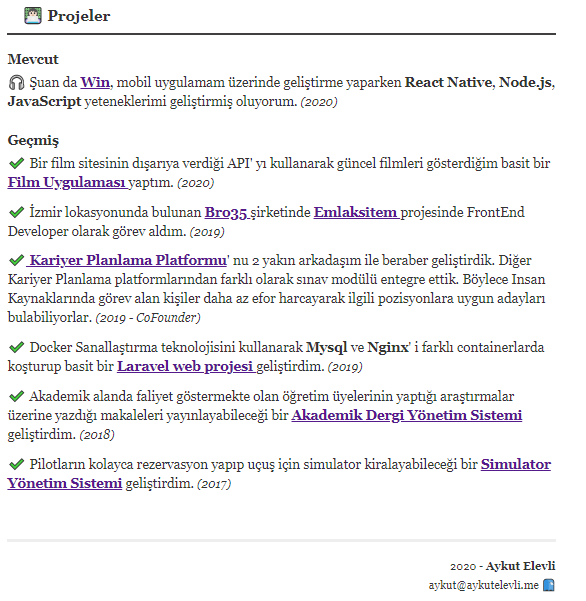 Projeler
Mevcut
Şuan da Win, mobil uygulamam üzerinde geliştirme yaparken React Native, Node.js,
JavaScript yeteneklerimi geliştirmiş oluyorum. (2020)
Geçmiş
Bir film sitesinin dışarıya verdiği API' yı kullanarak güncel filmleri gösterdiğim basit bir
Film Uygulaması yaptım. (2020)
İzmir lokasyonunda bulunan Bro35 şirketinde Emlaksitem projesinde FrontEnd
Developer olarak görev aldım. (2019)
Kariyer Planlama Platformu' nu 2 yakın arkadaşım ile beraber geliştirdik. Diğer
Kariyer Planlama platformlarından farklı olarak sınav modülü entegre ettik. Böylece Insan
Kaynaklarında görev alan kişiler daha az efor harcayarak ilgili pozisyonlara uygun adayları
bulabiliyorlar. (2019 - CoFounder)
Docker Sanallaştırma teknolojisini kullanarak Mysql ve Nginx' i farklı containerlarda
koşturup basit bir Laravel web projesi geliştirdim. (2019)
Akademik alanda faliyet göstermekte olan öğretim üyelerinin yaptığı araştırmalar
üzerine yazdığı makaleleri yayınlayabileceği bir Akademik Dergi Yönetim Sistemi
geliştirdim. (2018)
Pilotların kolayca rezervasyon yapıp uçuş için simulator kiralayabileceği bir Simulator
Yönetim Sistemi geliştirdim. (2017)
2020 - Aykut Elevli
aykut@aykutelevli.me